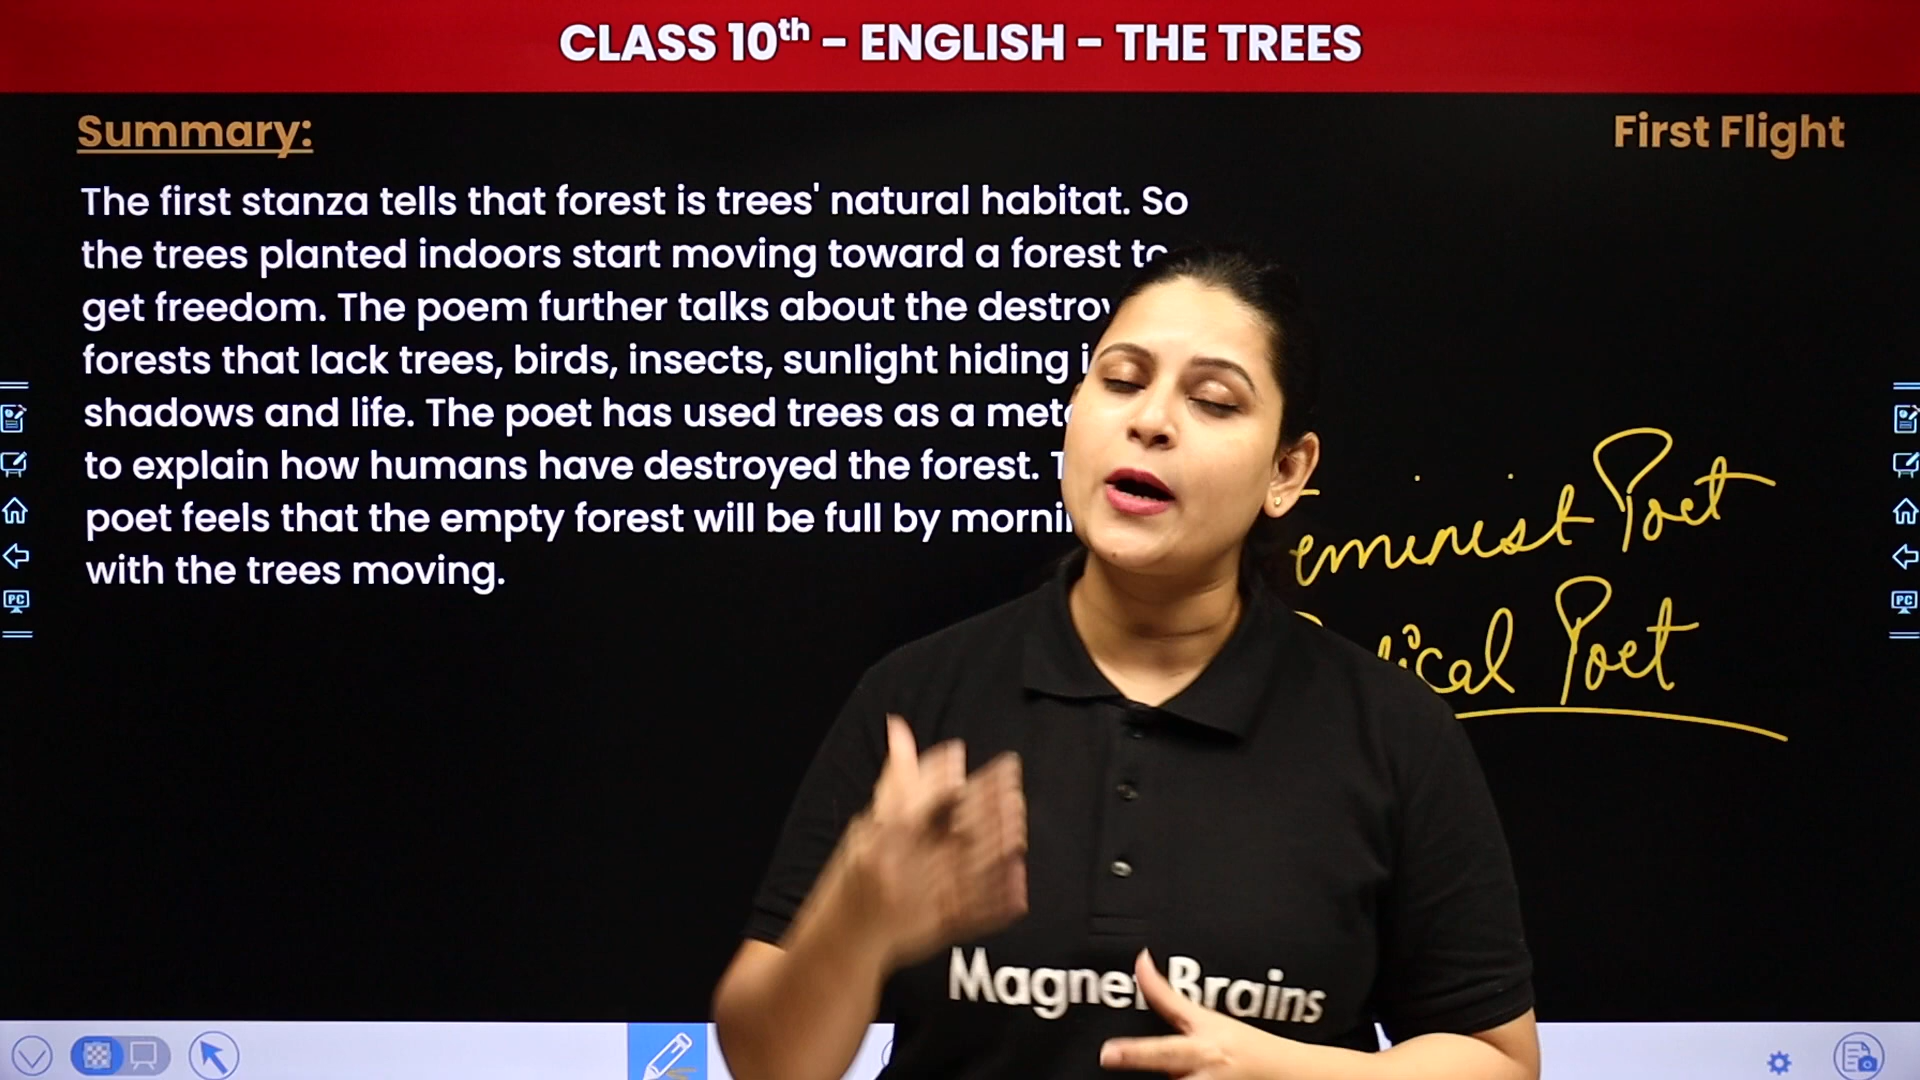 CLASS 10th - ENGLISH - THE TREES
Summary:
First Flight
The first stanza tells that forest is trees' natural habitat. So
the trees planted indoors start moving toward a forest to
get freedom. The poem further talks about the
forests that lack trees, birds, insects, sunlight hiding
shadows and life. The poet has used trees as a
to explain how humans have destroyed the forest.
poet feels that the empty forest will be full by
with the trees moving.
Poet
Poet
PC
PC
Magnet Brains